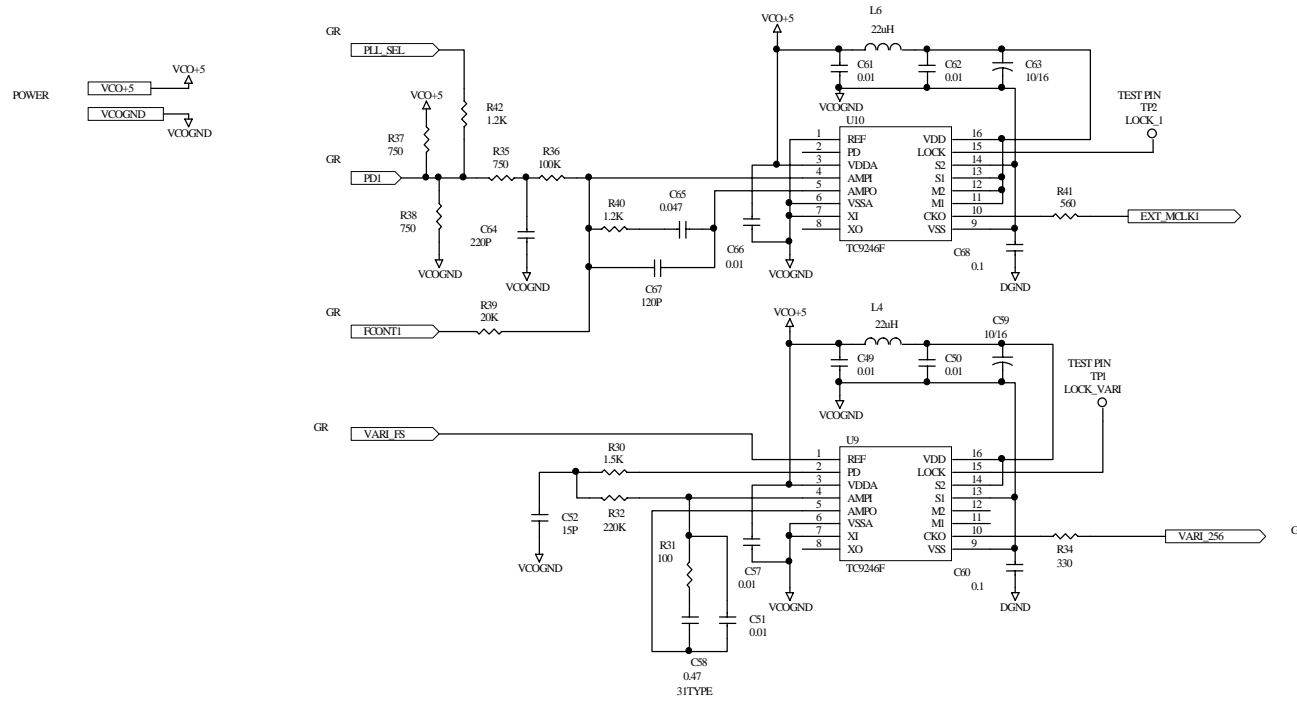 POWER
VCO+5
VCO+5
VCOGND
VCOGND
GR
PLL_SEL
VCO+5
R37
750
R42
1.2K
GR
PD1
R35
750
R36
100K
R38
750
VCOGND
C64
220P
VCOGND
R40
1.2K
C65
0.047
C67
120P
GR
FCONT1
R39
20K
VCO+5
L6
22uH
C61
0.01
C62
0.01
C63
10/16
VCOGND
TEST PIN
TP2
LOCK_1
U10
1 REF VDD 16
2 PD LOCK 15
3 VDDA S2 14
4 AMPI S1 13
5 AMPO M2 12
6 VSSA M1 11
7 XI CKO 10
8 XO VSS 9
TC9246F
C66
0.01
VCOGND
R41
560
EXT_MCLK1
C68
0.1
DGND
VCO+5
L4
22uH
C59
10/16
C49
0.01
C50
0.01
VCOGND
TEST PIN
TP1
LOCK_VARI
GR
VARI_FS
R30
1.5K
R32
220K
C52
15P
VCOGND
U9
1 REF VDD 16
2 PD LOCK 15
3 VDDA S2 14
4 AMPI S1 13
5 AMPO M2 12
6 VSSA M1 11
7 XI CKO 10
8 XO VSS 9
TC9246F
R31
100
C57
0.01
VCOGND
C51
0.01
C58
0.47
31TYPE
R34
330
VARI_256
G
C60
0.1
DGND